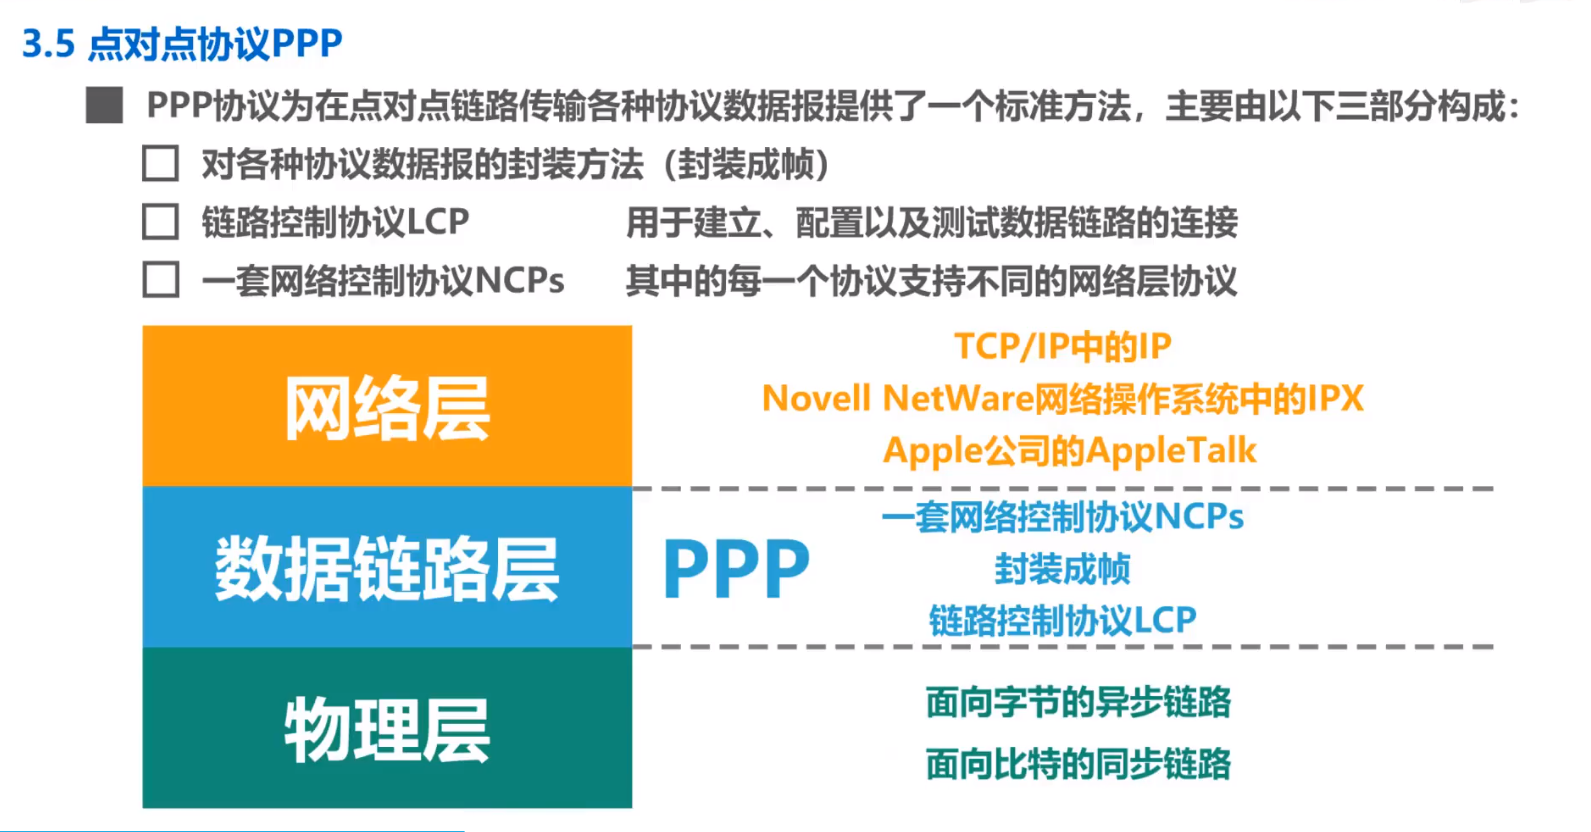 3.5 点对点协议PPP
PPP协议为在点对点链路传输各种协议数据报提供了一个标准方法，主要由以下三部分构成：
对各种协议数据报的封装方法（封装成帧）
链路控制协议LCP 用于建立、配置以及测试数据链路的连接
一套网络控制协议NCPs 其中的每一个协议支持不同的网络层协议
网络层
TCP/IP中的IP
Novell NetWare网络操作系统中的IPX
Apple公司的AppleTalk
数据链路层
PPP
一套网络控制协议NCPs
封装成帧
链路控制协议LCP
物理层
面向字节的异步链路
面向比特的同步链路